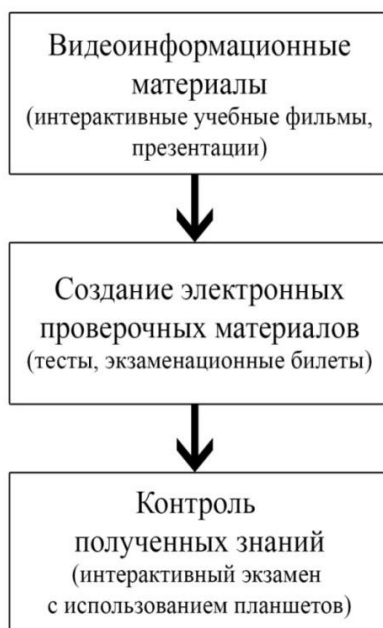 Видеоинформационные
материалы
(интерактивные учебные фильмы,
презентации)
Создание электронных
проверочных материалов
(тесты, экзаменационные билеты)
Контроль
полученных знаний
(интерактивный экзамен
с использованием планшетов)